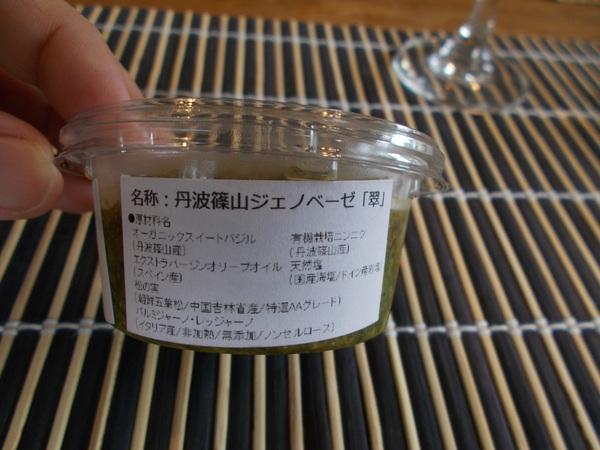 名称：丹波篠山ジェノベーゼ「翠」
●原材料名
オーガニックスイートバジル
(丹波篠山産)
エクストラバージンオリーブオイル
(スペイン産)
松の実
(朝鮮五葉松/中国吉林省産/特選AAグレード)
パルミジャーノ・レッジャーノ
(イタリア産/非加熱/無添加/ノンセルロース)
有機栽培ニンニク
(丹波篠山産)
天然塩
(国産海塩/ドイツ産岩塩)